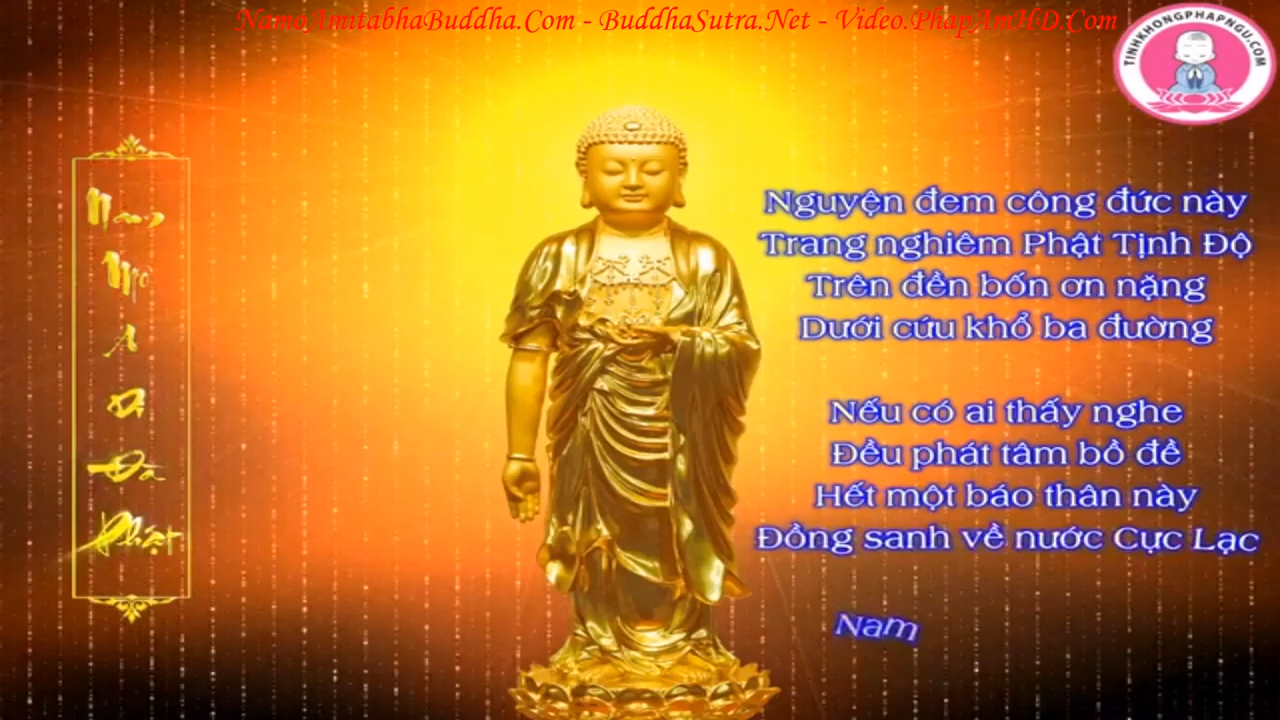 NamoAmitabhaBuddha.Com - BuddhaSutra.Net - Video.PhapAmHD.Com
TINHKHONGPHAPNGU.COM
Nam
Mô
A
Di
Đà
Phật
Nguyện đem công đức này
Trang nghiêm Phật Tịnh Độ
Trên đền bốn ơn nặng
Dưới cứu khổ ba đường
Nếu có ai thấy nghe
Đều phát tâm bồ đề
Hết một báo thân này
Đồng sanh về nước Cực Lạc
Nam